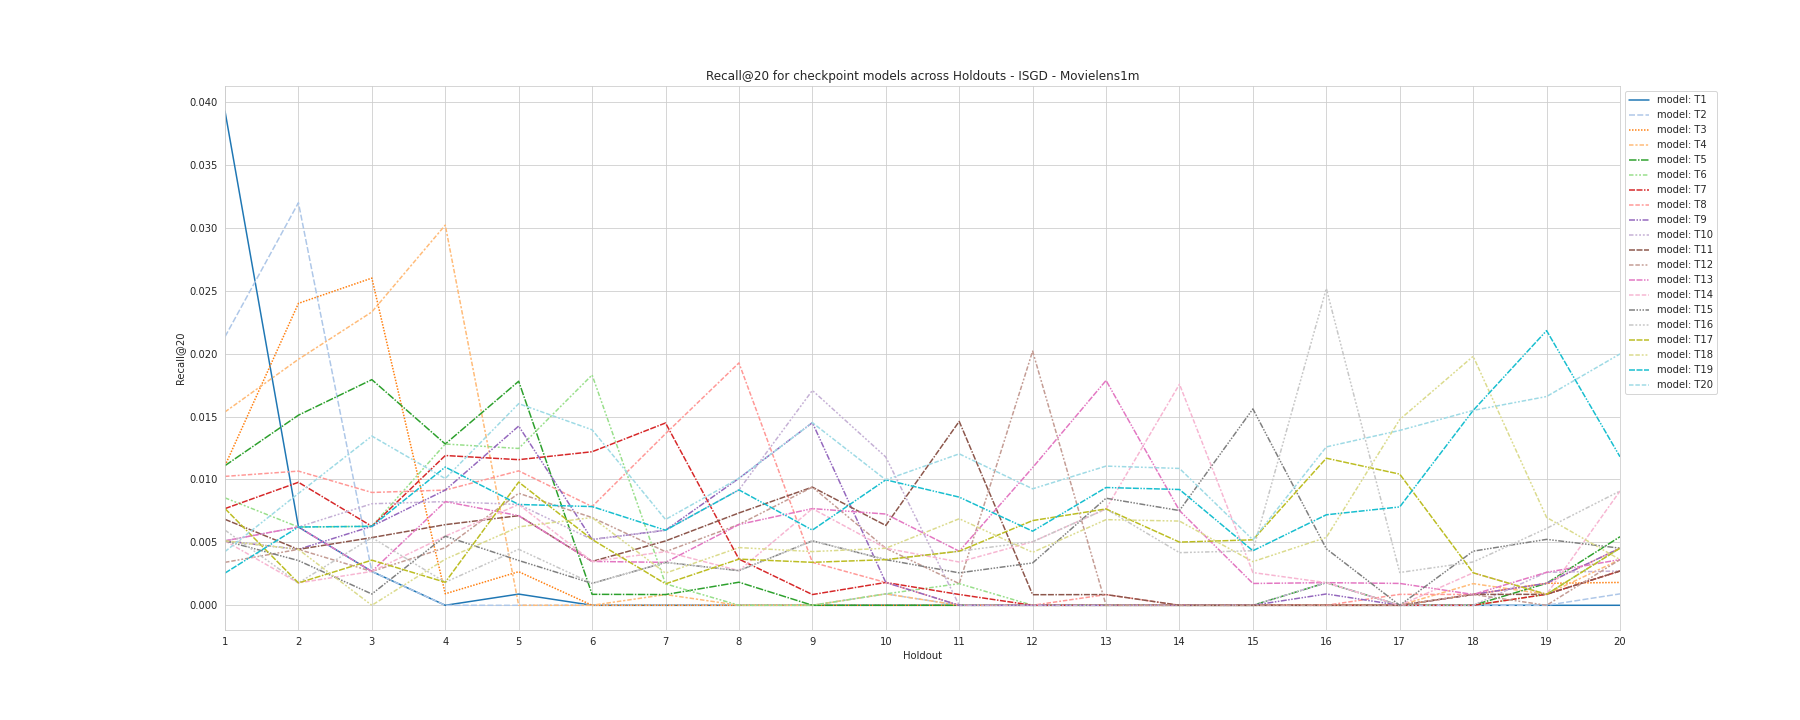 Recall@20 for checkpoint models across Holdouts - ISGD - Movielens1m
0.040
0.035
0.030
0.025
0.020
0.015
0.010
0.005
0.000
Recall@20
1 2 3 4 5 6 7 8 9 10 11 12 13 14 15 16 17 18 19 20
Holdout
model: T1
model: T2
model: T3
model: T4
model: T5
model: T6
model: T7
model: T8
model: T9
model: T10
model: T11
model: T12
model: T13
model: T14
model: T15
model: T16
model: T17
model: T18
model: T19
model: T20